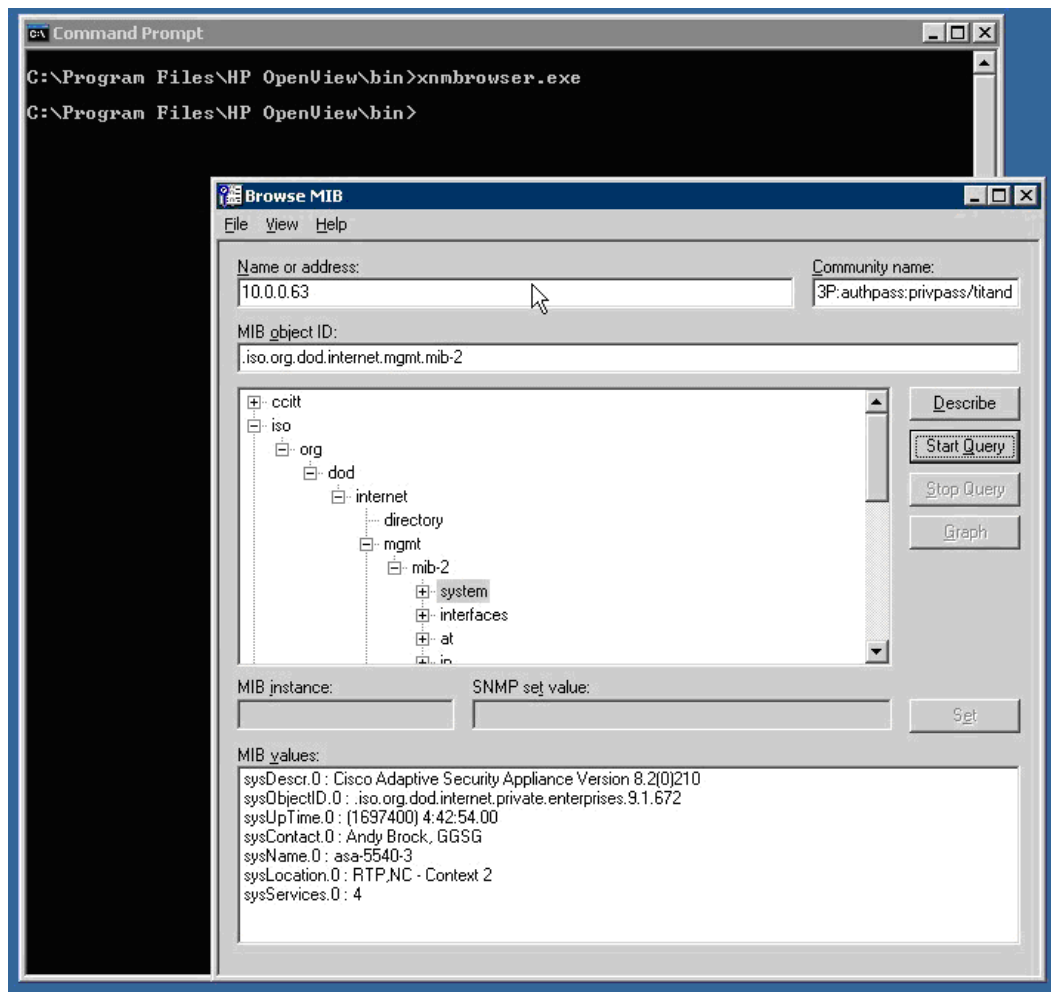 Command Prompt
C:\Program Files\HP OpenView\bin>xnmbrowser.exe
C:\Program Files\HP OpenView\bin>
Browse MIB
File View Help
Name or address: Community name:
10.0.0.63 3P:authpass:privpass/titand
MIB object ID:
.iso.org.dod.internet.mgmt.mib-2
ccitt Describe
iso
org Start Query
dod
internet Stop Query
directory
mgmt Graph
mib-2
system
interfaces
at
ip
MIB instance: SNMP set value:
Set
MIB values:
sysDescr.0 : Cisco Adaptive Security Appliance Version 8.2(0)210
sysObjectID.0 : .iso.org.dod.internet.private.enterprises.9.1.672
sysUpTime.0 : (1697400) 4:42:54.00
sysContact.0 : Andy Brock, GGSG
sysName.0 : asa-5540-3
sysLocation.0 : RTP,NC - Context 2
sysServices.0 : 4